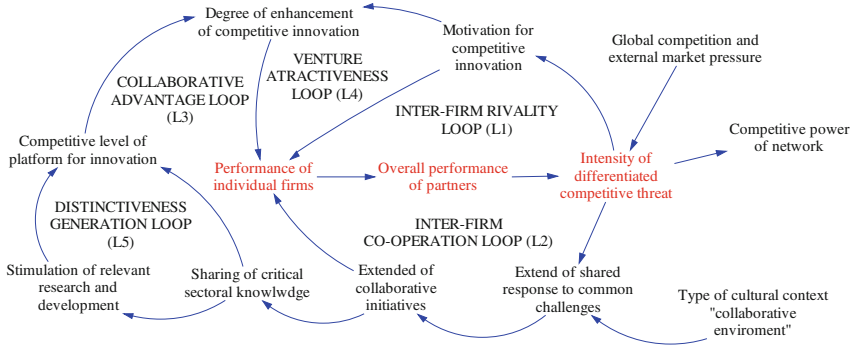 Degree of enhancement
of competitive innovation
Motivation for
competitive
innovation
Global competition and
external market pressure
VENTURE
ATRACTIVENESS
LOOP (L4)
COLLABORATIVE
ADVANTAGE LOOP
(L3)
INTER-FIRM RIVALITY
LOOP (L1)
Competitive level of
platform for innovation
Competitive power
of network
Performance of
individual firms
Overall performance
of partners
Intensity of
differentiated
competitive threat
DISTINCTIVENESS
GENERATION LOOP
(L5)
INTER-FIRM
CO-OPERATION LOOP (L2)
Stimulation of relevant
research and
development
Sharing of critical
sectoral knowlwdge
Extended of
collaborative
initiatives
Extend of shared
response to common
challenges
Type of cultural context
"collaborative
enviroment"